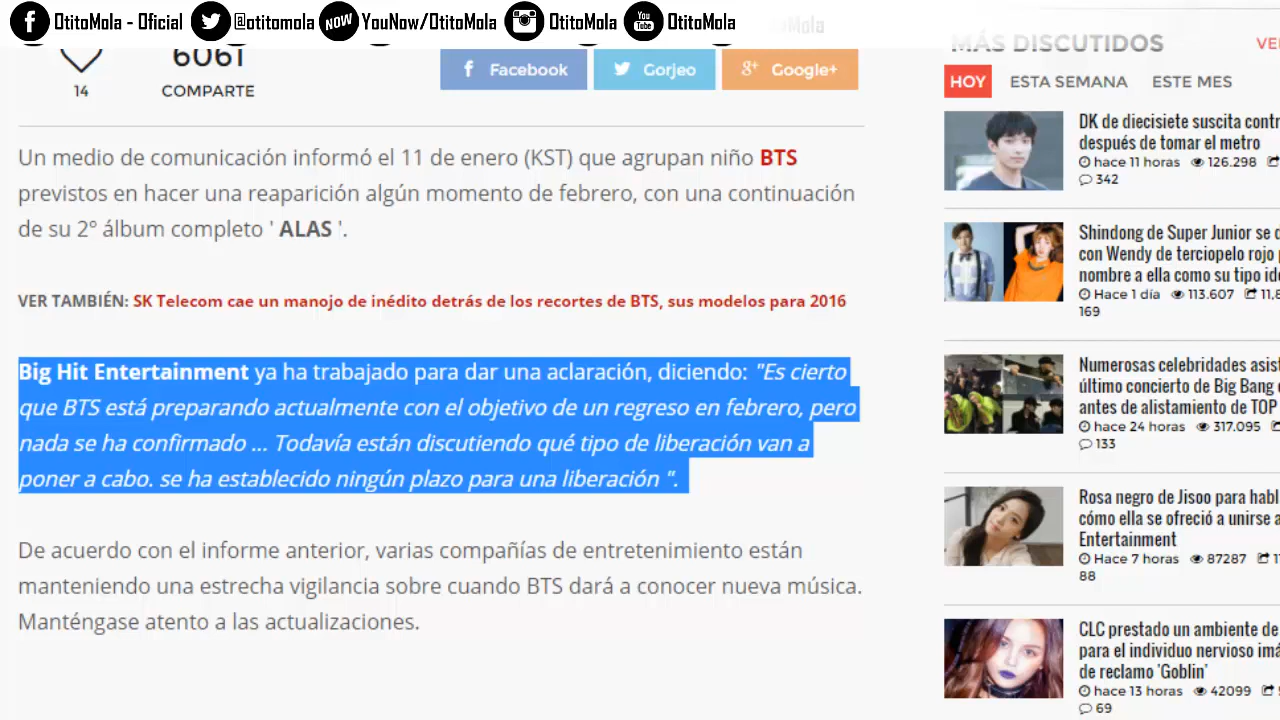 OtitoMola - Oficial @otitomola NOW YouNow/OtitoMola OtitoMola You Tube OtitoMola
14
6061
COMPARTE
Facebook
Gorjeo
Google+
Un medio de comunicación informó el 11 de enero (KST) que agrupan niño BTS
previstos en hacer una reaparición algún momento de febrero, con una continuación
de su 2º álbum completo ' ALAS '.
VER TAMBIÉN: SK Telecom cae un manojo de inédito detrás de los recortes de BTS, sus modelos para 2016
Big Hit Entertainment ya ha trabajado para dar una aclaración, diciendo: "Es cierto
que BTS está preparando actualmente con el objetivo de un regreso en febrero, pero
nada se ha confirmado ... Todavía están discutiendo qué tipo de liberación van a
poner a cabo. se ha establecido ningún plazo para una liberación ".
De acuerdo con el informe anterior, varias compañías de entretenimiento están
manteniendo una estrecha vigilancia sobre cuando BTS dará a conocer nueva música.
Manténgase atento a las actualizaciones.
MÁS DISCUTIDOS
HOY ESTA SEMANA ESTE MES
DK de diecisiete suscita
después de tomar el metro
hace 11 horas 126.298
342
Shindong de Super Junior se
con Wendy de terciopelo rojo
nombre a ella como su tipo
Hace 1 día 113.607
169
Numerosas celebridades
último concierto de Big Bang
antes de alistamiento de TOP
hace 24 horas 317.095
133
Rosa negro de Jisoo para
cómo ella se ofreció a unirse a
Entertainment
Hace 7 horas 87287
88
CLC prestado un ambiente de
para el individuo nervioso
de reclamo 'Goblin'
hace 13 horas 42099
69